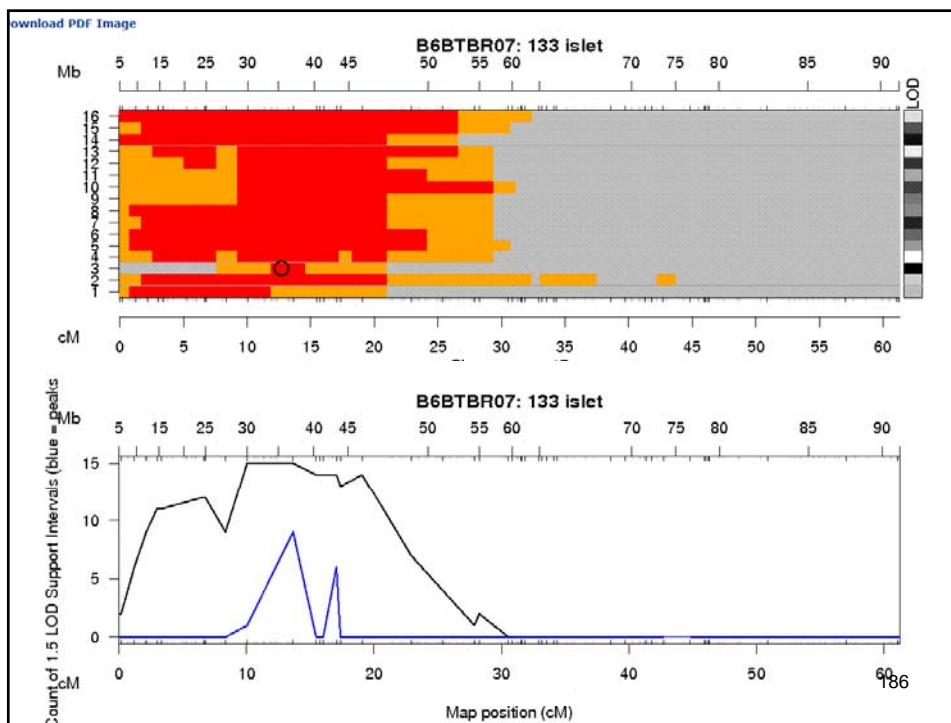 ownload PDF Image
B6BTBR07: 133 islet
Mb 5 15 20 25 30 35 40 45 50 55 60 70 75 80 85 90
LOD
16
15
14
13
12
11
10
9
8
7
6
5
4
3
2
1
cM 0 5 10 15 20 25 30 35 40 45 50 55 60
B6BTBR07: 133 islet
Mb 5 10 15 20 25 30 35 40 45 50 55 60 70 75 80 85 90
Count of 1.5 LOD Support Intervals (blue = peaks
15
10
5
0
cM 0 10 20 30 40 50 60
186
Map position (cM)